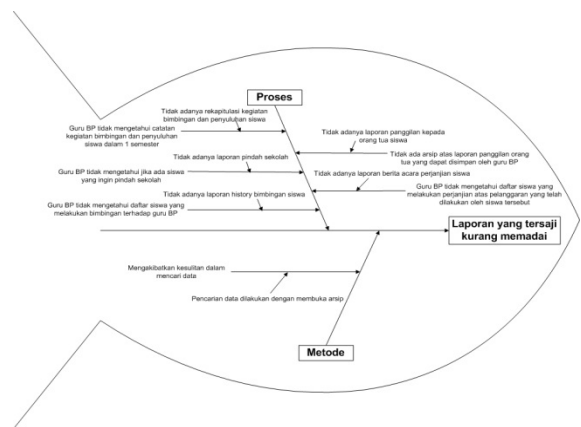 Proses
Tidak adanya rekapitulasi kegiatan
bimbingan dan penyuluhan siswa
Guru BP tidak mengetahui catatan
kegiatan bimbingan dan penyuluhan
siswa dalam 1 semester
Tidak adanya laporan panggilan kepada
orang tua siswa
Tidak ada arsip atas laporan panggilan orang
tua yang dapat disimpan oleh guru BP
Tidak adanya laporan pindah sekolah
Guru BP tidak mengetahui jika ada siswa
yang ingin pindah sekolah
Tidak adanya laporan berita acara perjanjian siswa
Guru BP tidak mengetahui daftar siswa yang
melakukan perjanjian atas pelanggaran yang telah
dilakukan oleh siswa tersebut
Tidak adanya laporan history bimbingan siswa
Guru BP tidak mengetahui daftar siswa yang
melakukan bimbingan terhadap guru BP
Laporan yang tersaji
kurang memadai
Mengakibatkan kesulitan dalam
mencari data
Pencarian data dilakukan dengan membuka arsip
Metode